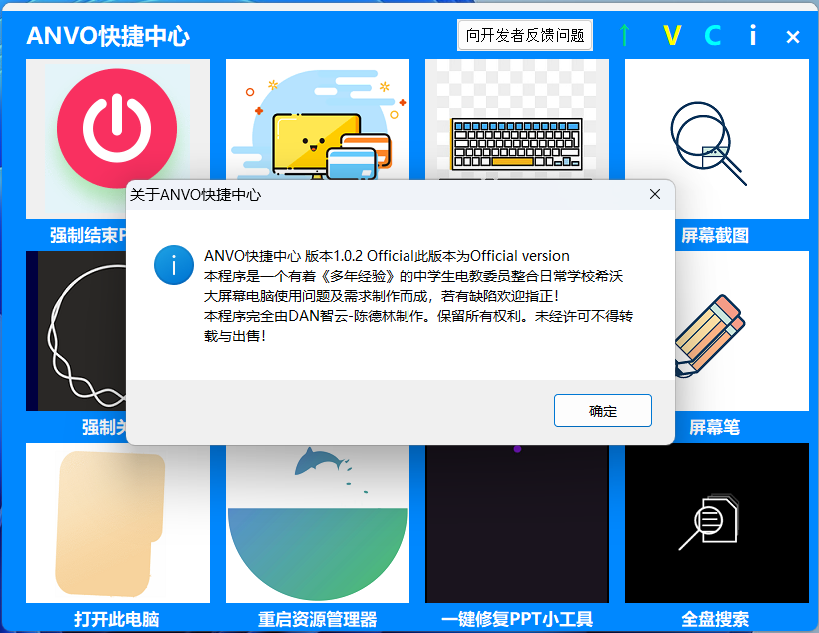 ANVO快捷中心
向开发者反馈问题
↑ V C i ×
关于ANVO快捷中心
ANVO快捷中心 版本1.0.2 Official此版本为Official version
本程序是一个有着《多年经验》的中学生电教委员整合日常学校希沃
大屏幕电脑使用问题及需求制作而成，若有缺陷欢迎指正！
本程序完全由DAN智云-陈德林制作。保留所有权利。未经许可不得转
载与出售！
确定
强制结束
屏幕截图
强制关
屏幕笔
打开此电脑
重启资源管理器
一键修复PPT小工具
全盘搜索